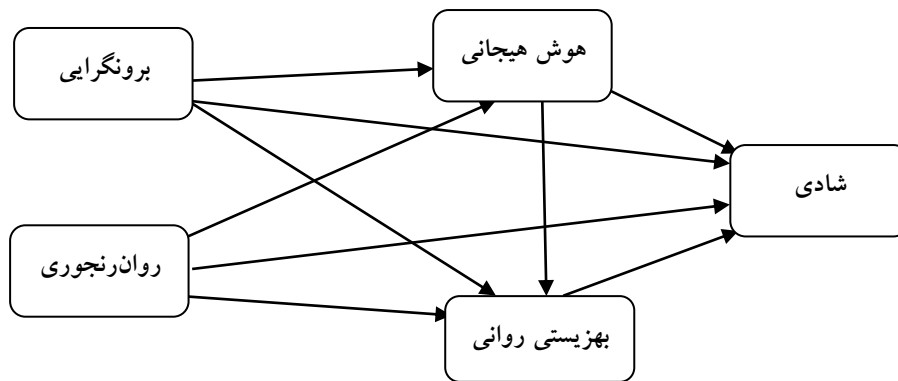 هوش هیجانی
برونگرایی
شادی
روان‌رنجوری
بهزیستی روانی